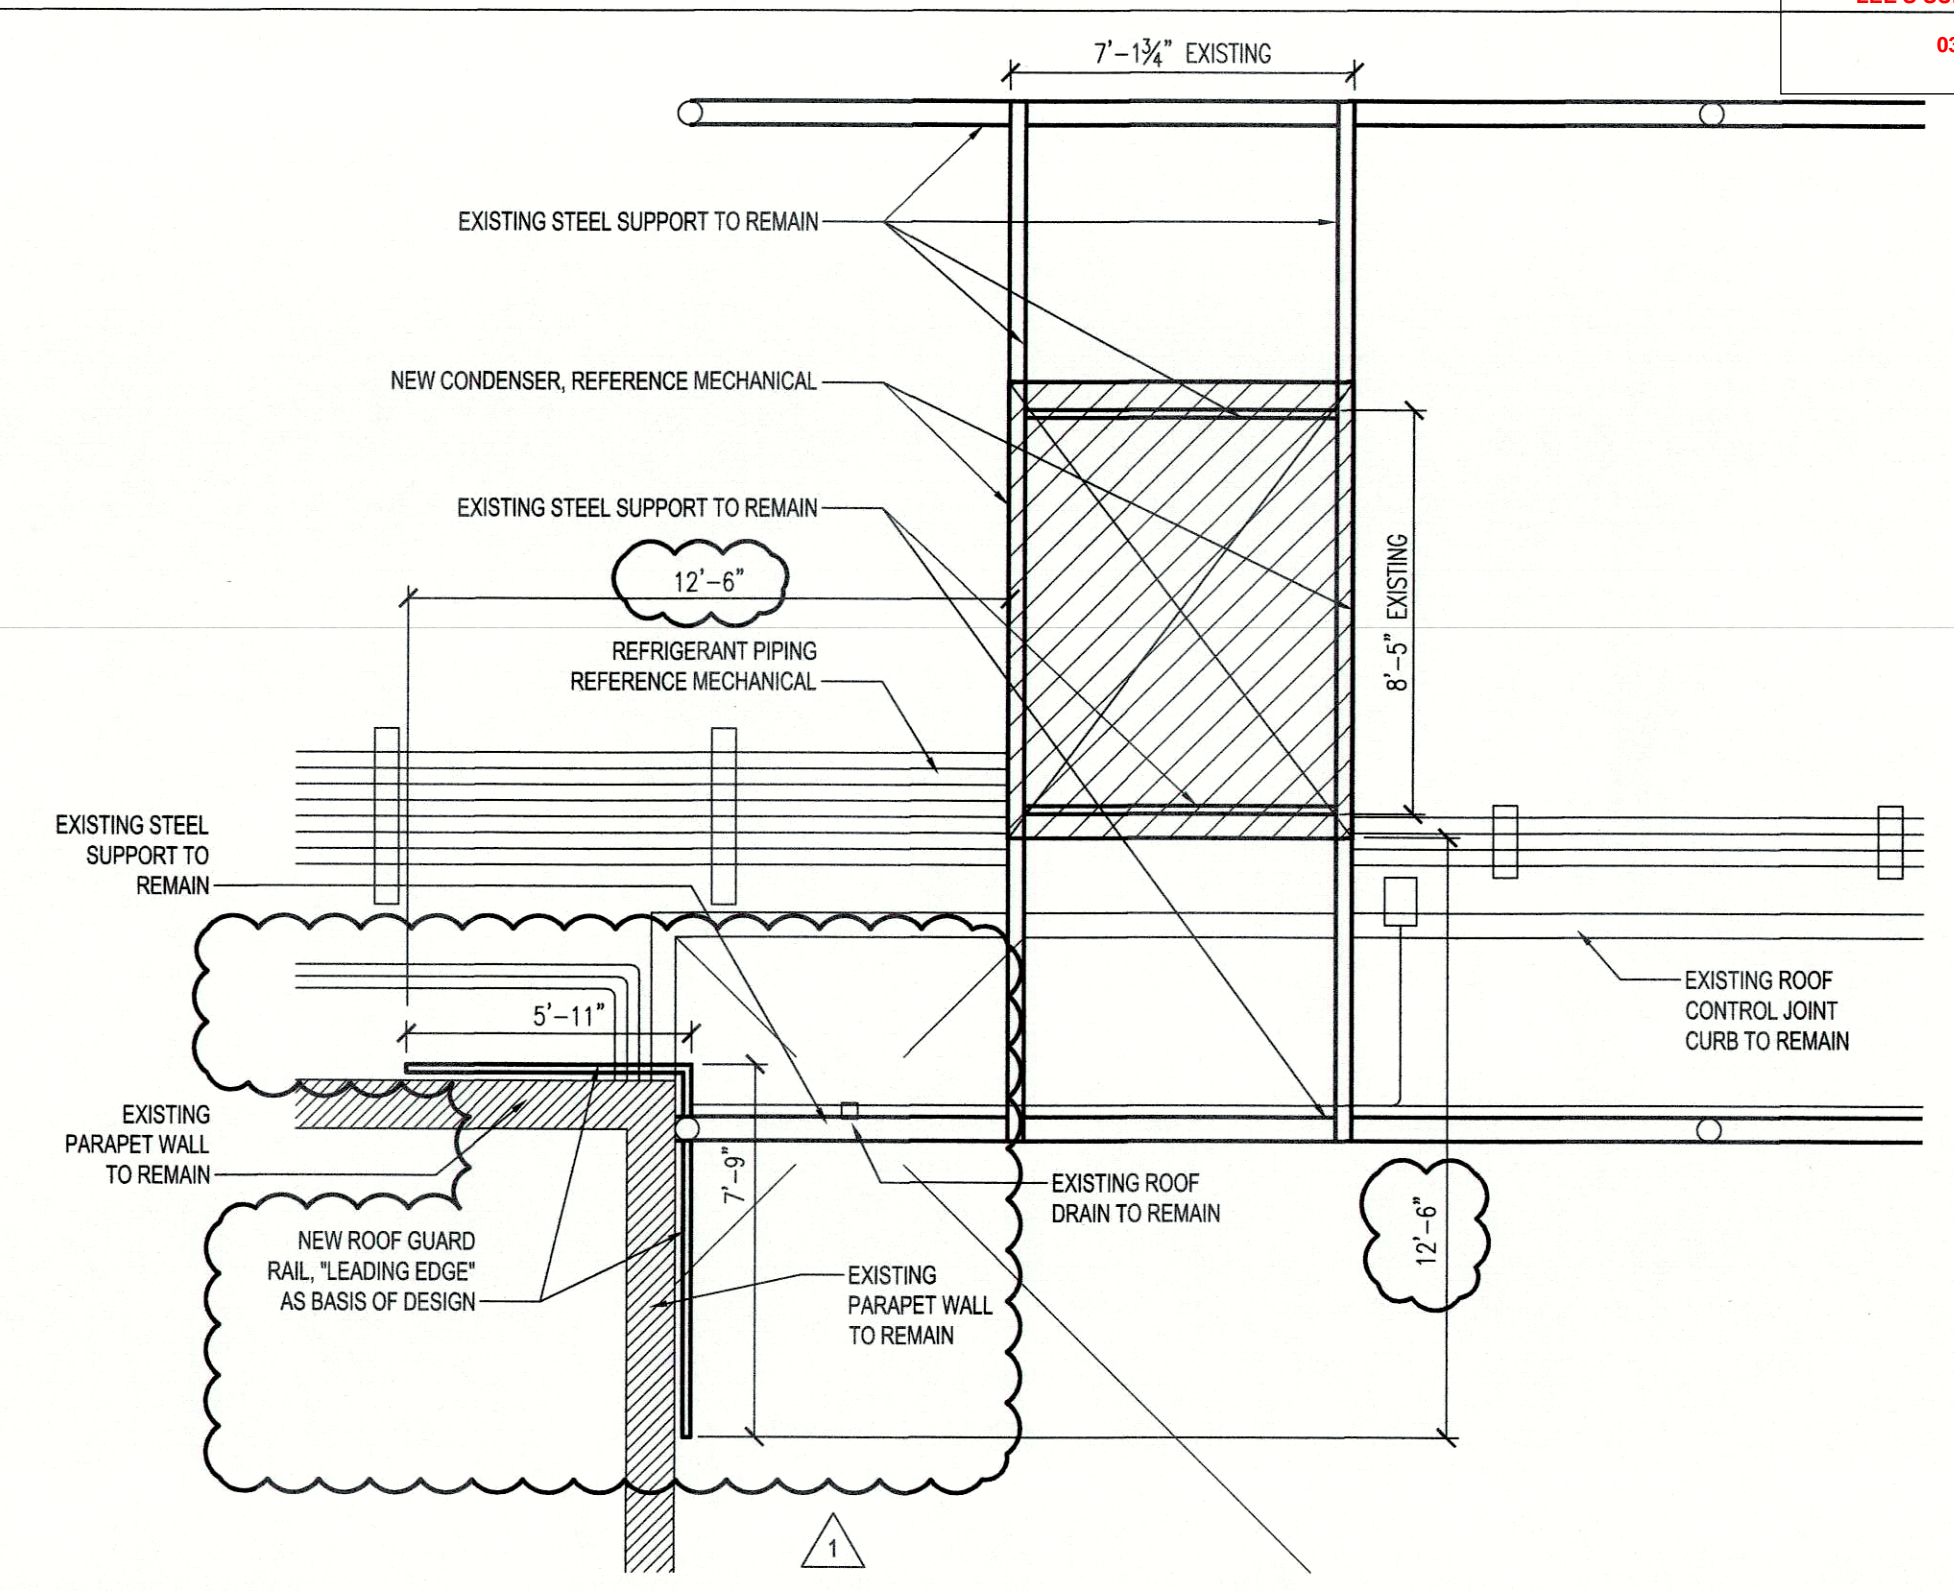 03
7'-1¾" EXISTING
EXISTING STEEL SUPPORT TO REMAIN
NEW CONDENSER, REFERENCE MECHANICAL
EXISTING STEEL SUPPORT TO REMAIN
12'-6"
8'-5" EXISTING
REFRIGERANT PIPING
REFERENCE MECHANICAL
EXISTING STEEL
SUPPORT TO
REMAIN
EXISTING ROOF
CONTROL JOINT
CURB TO REMAIN
5'-11"
EXISTING
PARAPET WALL
TO REMAIN
7'-9"
EXISTING ROOF
DRAIN TO REMAIN
12'-6"
NEW ROOF GUARD
RAIL, "LEADING EDGE"
AS BASIS OF DESIGN
EXISTING
PARAPET WALL
TO REMAIN
1